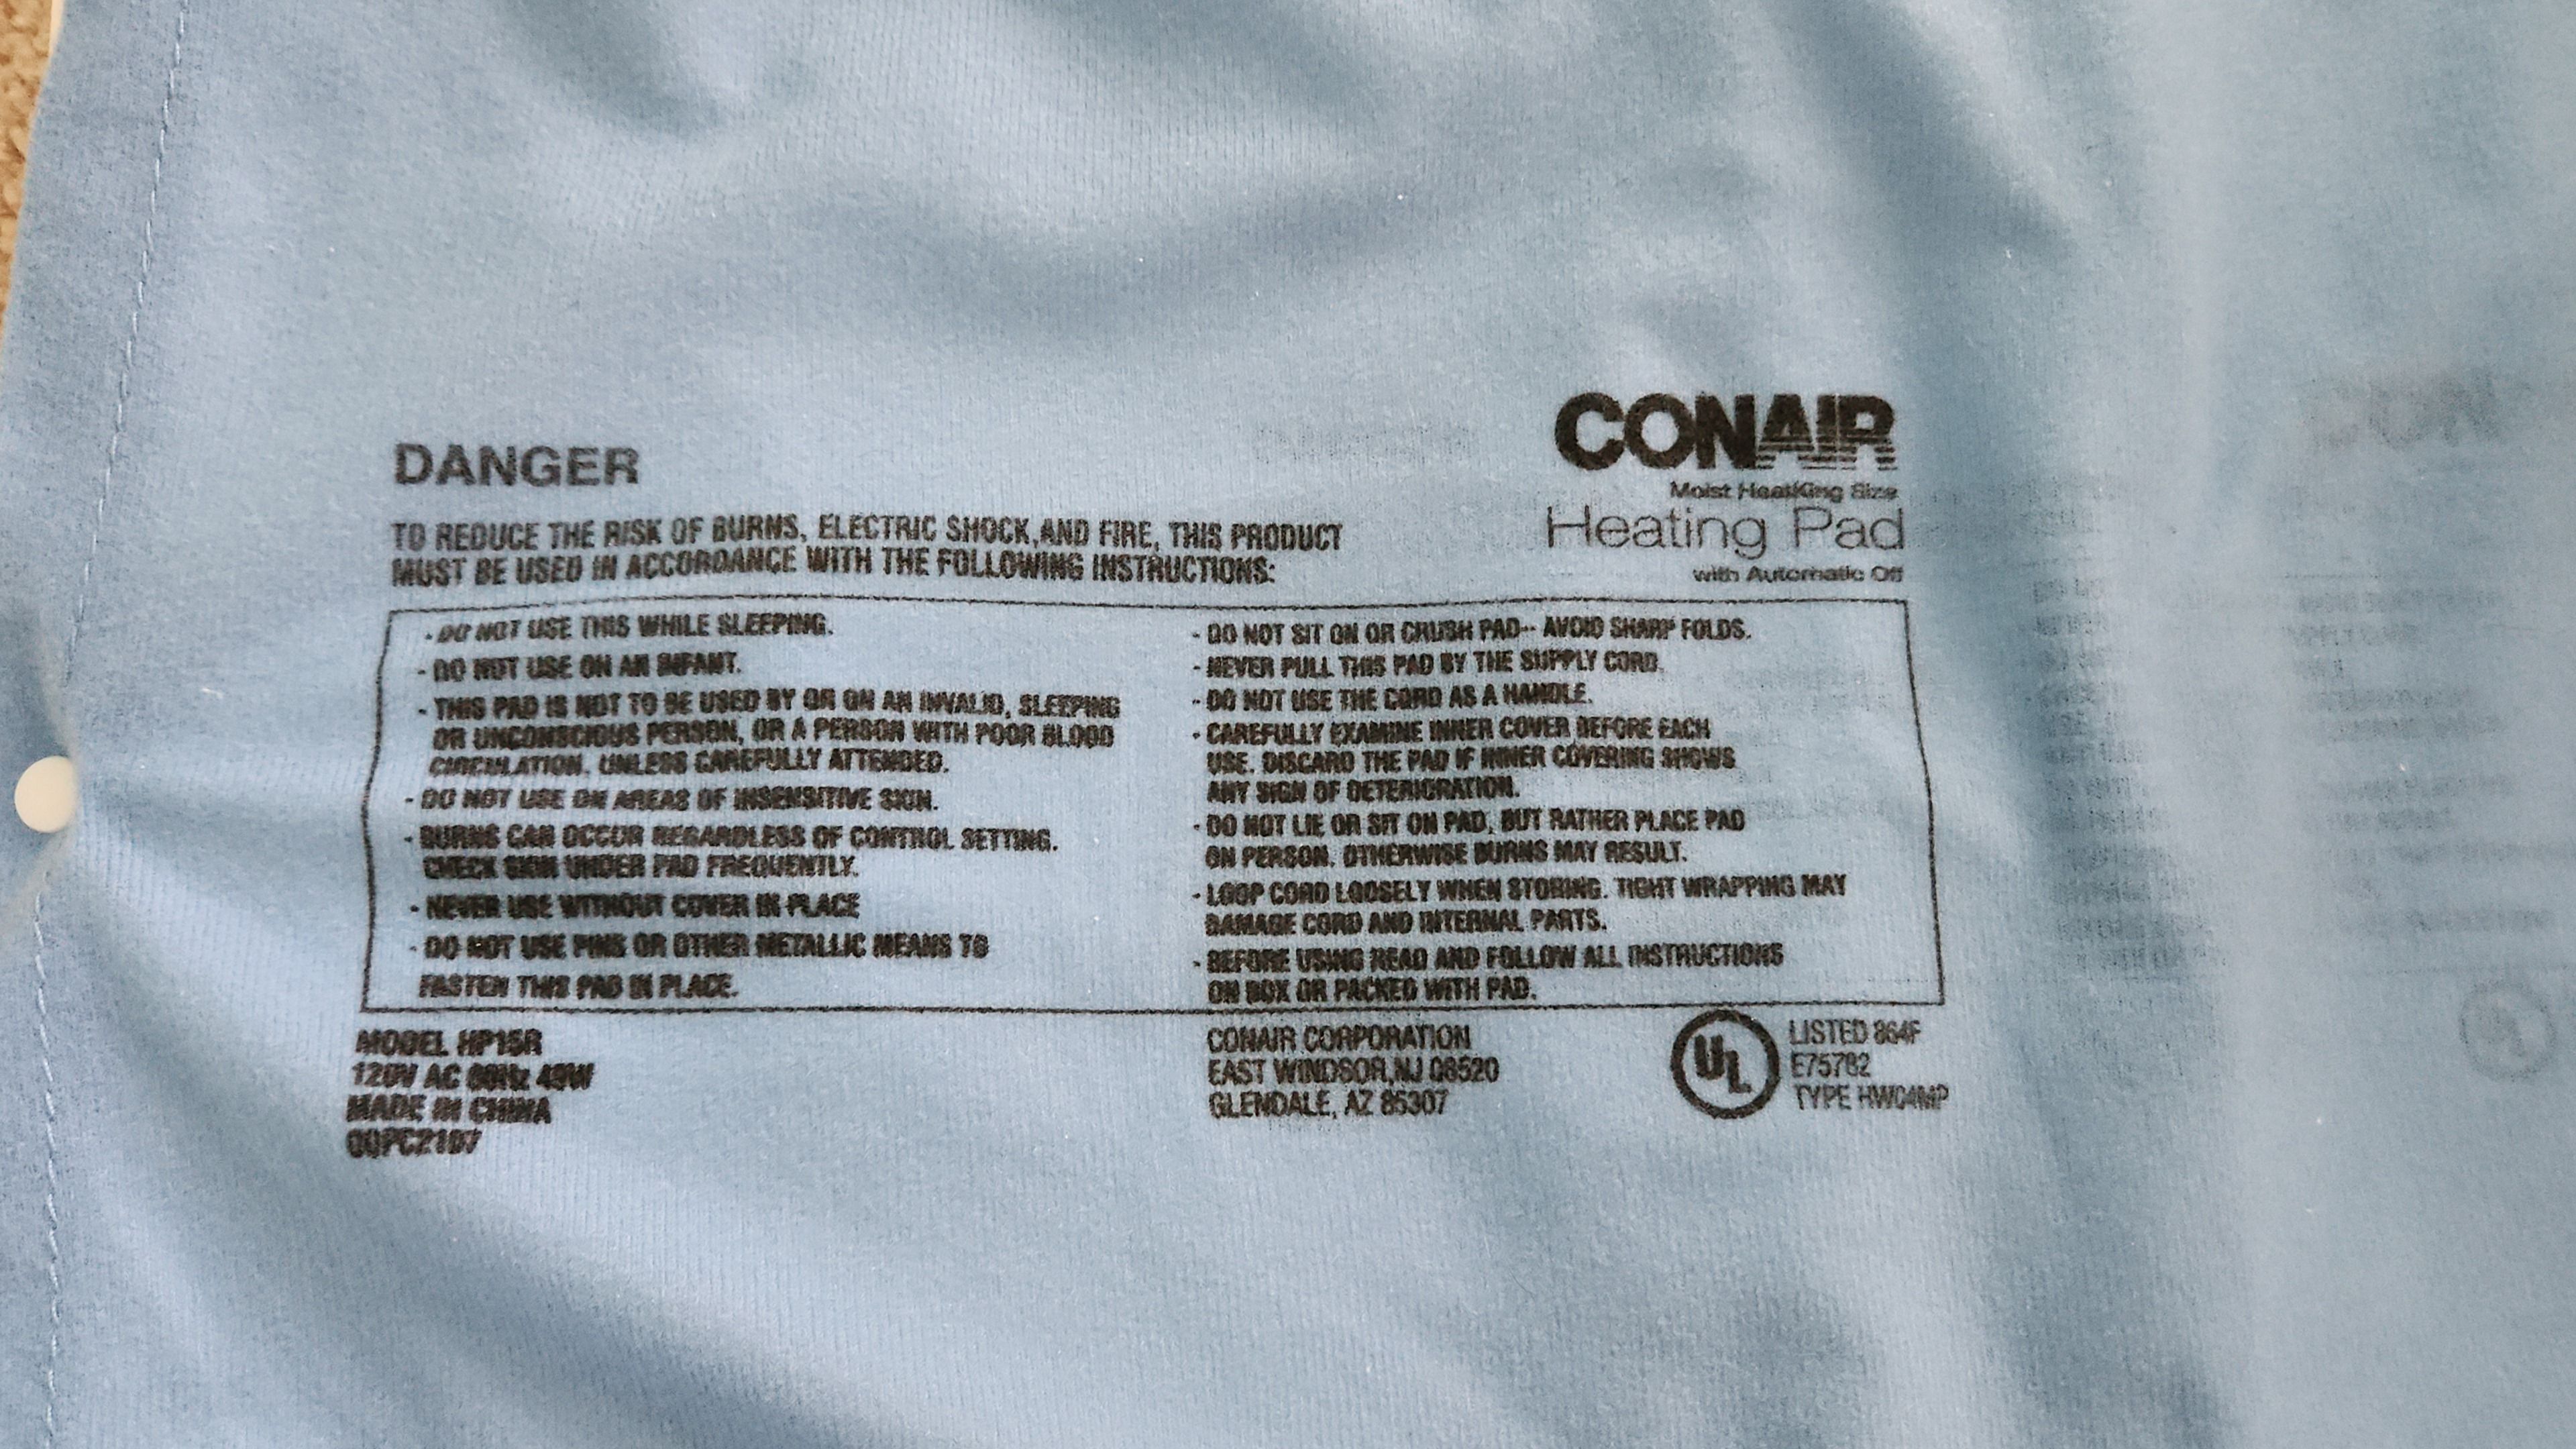 CONAIR
Moist HeatKing Size
Heating Pad
with Automatic Off
DANGER
TO REDUCE THE RISK OF BURNS, ELECTRIC SHOCK,AND FIRE, THIS PRODUCT
MUST BE USED IN ACCORDANCE WITH THE FOLLOWING INSTRUCTIONS:
- DO NOT USE THIS WHILE SLEEPING.
- DO NOT USE ON AN INFANT.
- THIS PAD IS NOT TO BE USED BY OR ON AN INVALID, SLEEPING
OR UNCONSCIOUS PERSON, OR A PERSON WITH POOR BLOOD
CIRCULATION. UNLESS CAREFULLY ATTENDED.
- DO NOT USE ON AREAS OF INSENSITIVE SKIN.
- BURNS CAN OCCUR REGARDLESS OF CONTROL SETTING.
CHECK SKIN UNDER PAD FREQUENTLY.
- NEVER USE WITHOUT COVER IN PLACE
- DO NOT USE PINS OR OTHER METALLIC MEANS TO
FASTEN THIS PAD IN PLACE.
- DO NOT SIT ON OR CRUSH PAD-- AVOID SHARP FOLDS.
- NEVER PULL THIS PAD BY THE SUPPLY CORD.
- DO NOT USE THE CORD AS A HANDLE.
- CAREFULLY EXAMINE INNER COVER BEFORE EACH
USE. DISCARD THE PAD IF INNER COVERING SHOWS
ANY SIGN OF DETERIORATION.
- DO NOT LIE OR SIT ON PAD, BUT RATHER PLACE PAD
ON PERSON. OTHERWISE BURNS MAY RESULT.
- LOOP CORD LOOSELY WHEN STORING. TIGHT WRAPPING MAY
DAMAGE CORD AND INTERNAL PARTS.
- BEFORE USING READ AND FOLLOW ALL INSTRUCTIONS
ON BOX OR PACKED WITH PAD.
MODEL HP15R
120V AC 60Hz
MADE IN CHINA
CONAIR CORPORATION
EAST WINDSOR,NJ 08520
GLENDALE, AZ 85307
UL
LISTED 864F
E75782
TYPE HWC4MP